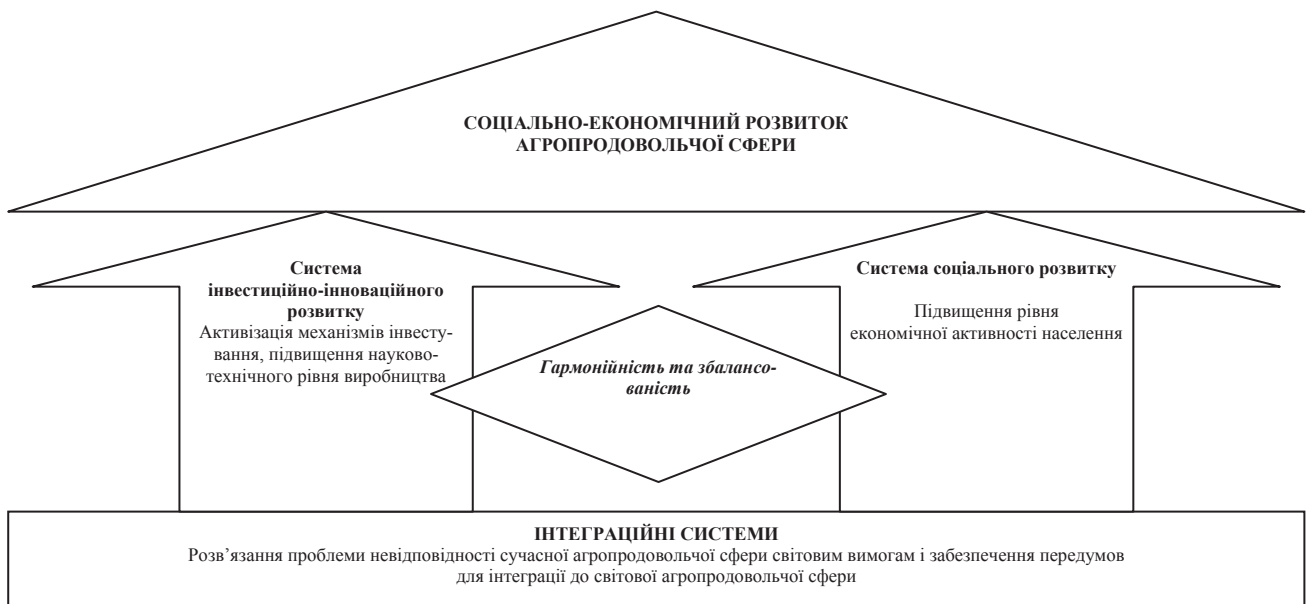 СОЦІАЛЬНО-ЕКОНОМІЧНИЙ РОЗВИТОК
АГРОПРОДОВОЛЬЧОЇ СФЕРИ
Система
інвестиційно-інноваційного
розвитку
Активізація механізмів інвесту-
вання, підвищення науково-
технічного рівня виробництва
Гармонійність та збалансо-
ваність
Система соціального розвитку
Підвищення рівня
економічної активності населення
ІНТЕГРАЦІЙНІ СИСТЕМИ
Розв’язання проблеми невідповідності сучасної агропродовольчої сфери світовим вимогам і забезпечення передумов
для інтеграції до світової агропродовольчої сфери